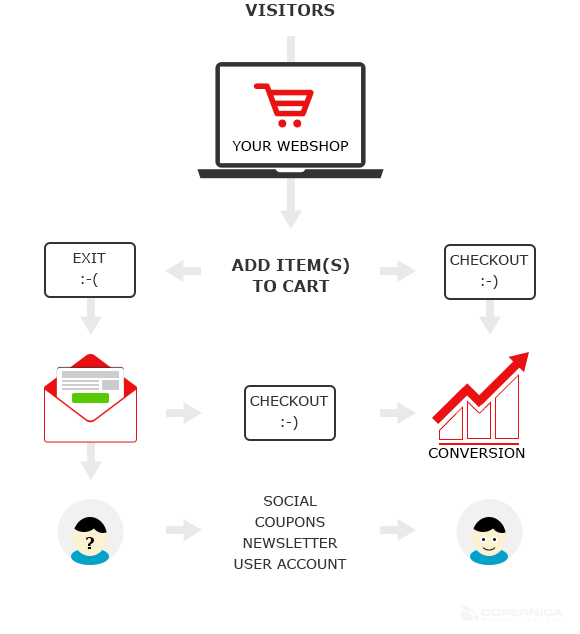 VISITORS
YOUR WEBSHOP
EXIT
:-(
ADD ITEM(S)
TO CART
CHECKOUT
:-)
CHECKOUT
:-)
CONVERSION
?
SOCIAL
COUPONS
NEWSLETTER
USER ACCOUNT
COPERNICA